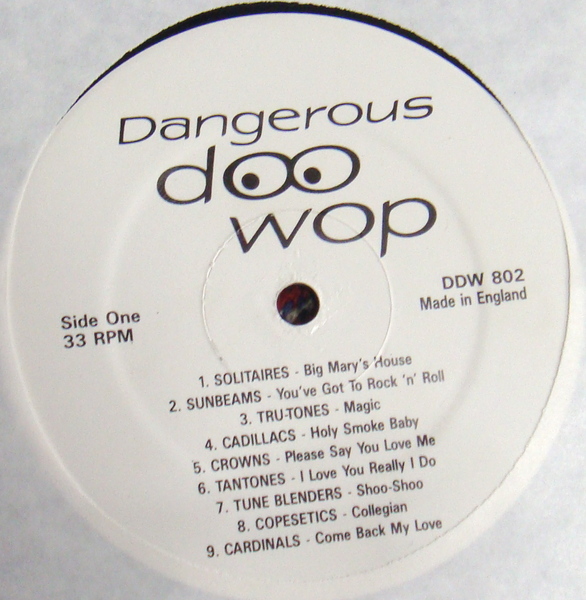 Dangerous
doo
wop
DDW 802
Made in England
Side One
33 RPM
1. SOLITAIRES - Big Mary's House
2. SUNBEAMS - You've Got To Rock 'n' Roll
3. TRU-TONES - Magic
4. CADILLACS - Holy Smoke Baby
5. CROWNS - Please Say You Love Me
6. TANTONES - I Love You Really I Do
7. TUNE BLENDERS - Shoo-Shoo
8. COPESETICS - Collegian
9. CARDINALS - Come Back My Love